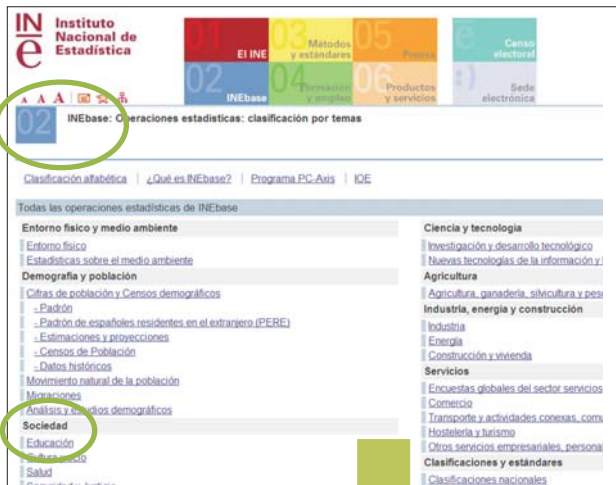 INe
Instituto
Nacional de
Estadística
01
El INE
03
Métodos
y estándares
05
Prensa
Censo
electoral
02
INEbase
04
Formación
y empleo
06
Productos
y servicios
Sede
electrónica
A A A
02
INEbase: Operaciones estadísticas: clasificación por temas
Clasificación alfabética | ¿Qué es INEbase? | Programa PC-Axis | IOE
Todas las operaciones estadísticas de INEbase
Entorno físico y medio ambiente
Entorno físico
Estadísticas sobre el medio ambiente
Demografía y población
Cifras de población y Censos demográficos
- Padrón
- Padrón de españoles residentes en el extranjero (PERE)
- Estimaciones y proyecciones
- Censos de Población
- Datos históricos
Movimiento natural de la población
Migraciones
Análisis y estudios demográficos
Sociedad
Educación
Cultura y ocio
Salud
Seguridad y Justicia
Ciencia y tecnología
Investigación y desarrollo tecnológico
Nuevas tecnologías de la información y
Agricultura
Agricultura, ganadería, silvicultura y
Industria, energía y construcción
Industria
Energía
Construcción y vivienda
Servicios
Encuestas globales del sector servicios
Comercio
Transporte y actividades conexas,
Hostelería y turismo
Otros servicios empresariales,
Clasificaciones y estándares
Clasificaciones nacionales